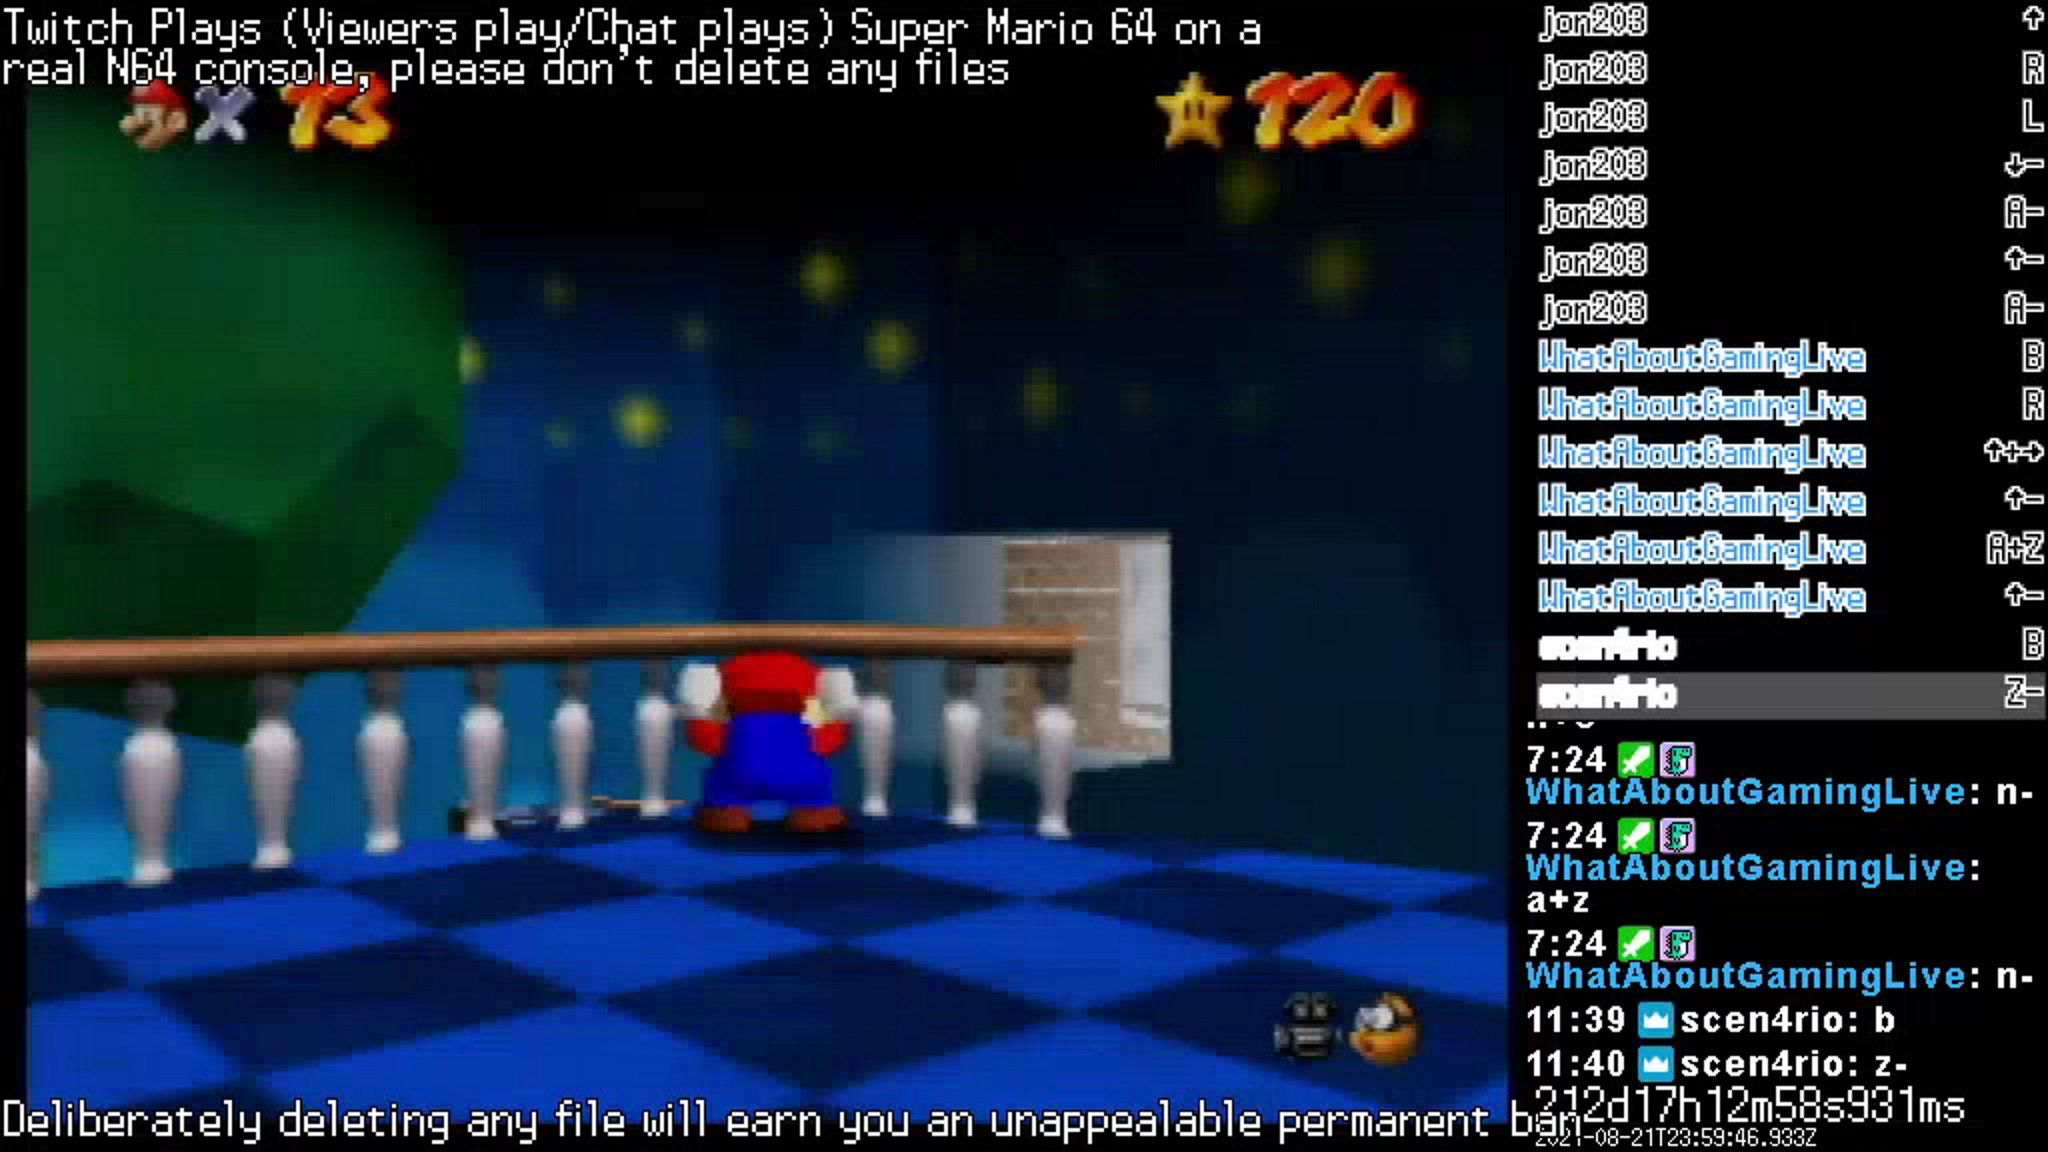 Twitch Plays (Viewers play/Chat plays) Super Mario 64 on a
real N64 console, please don't delete any files
× 73
120
jon203 ↑
jon203 R
jon203 L
jon203 ↓-
jon203 A-
jon203 ↑-
jon203 A-
WhatAboutGamingLive B
WhatAboutGamingLive R
WhatAboutGamingLive ↑+→
WhatAboutGamingLive ↑-
WhatAboutGamingLive A+Z
WhatAboutGamingLive ↑-
scen4rio B
scen4rio Z-
7:24
WhatAboutGamingLive: n-
7:24
WhatAboutGamingLive:
a+z
7:24
WhatAboutGamingLive: n-
11:39 scen4rio: b
11:40 scen4rio: z-
Deliberately deleting any file will earn you an unappealable permanent ban
212d17h12m58s931ms
2021-08-21T23:59:46.933Z